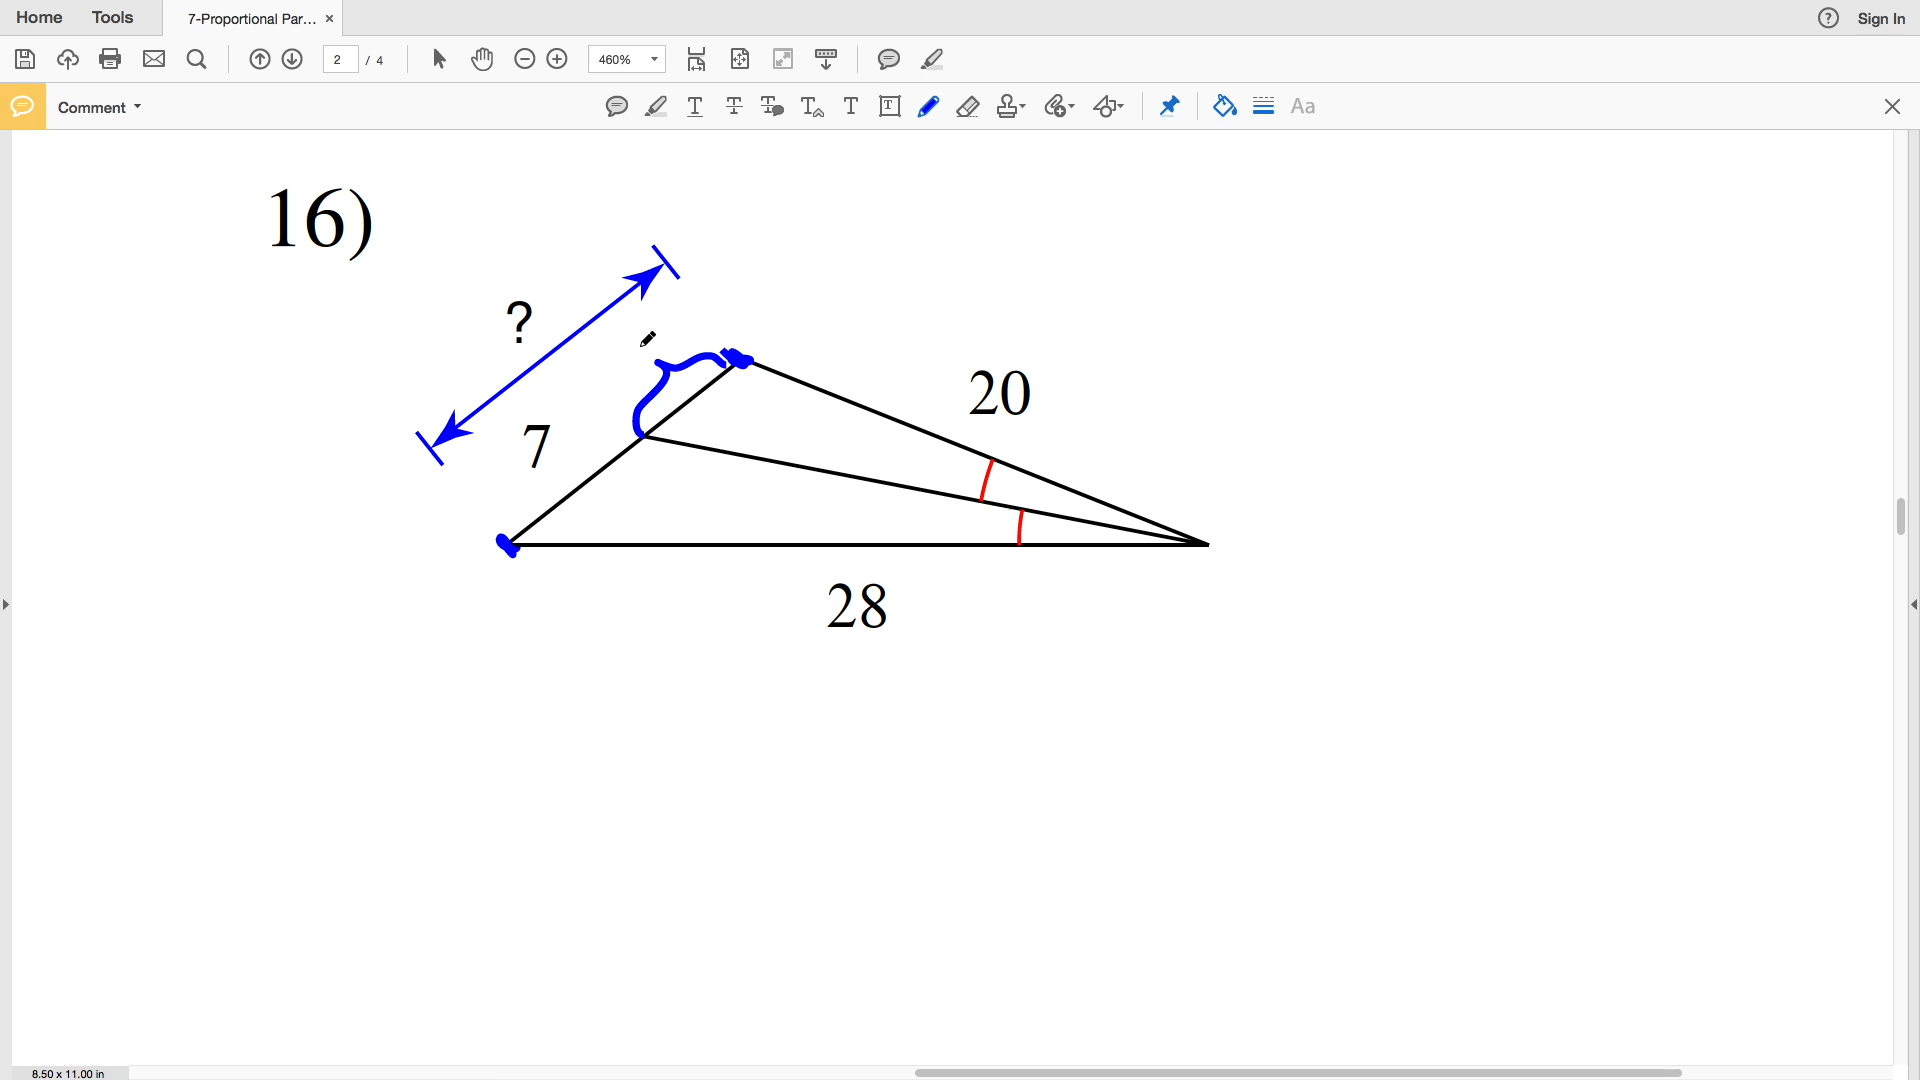 Home Tools 7-Proportional Par... × ? Sign In
2 / 4 460%
Comment T T T T T T Aa
16)
?
20
7
28
8.50 x 11.00 in